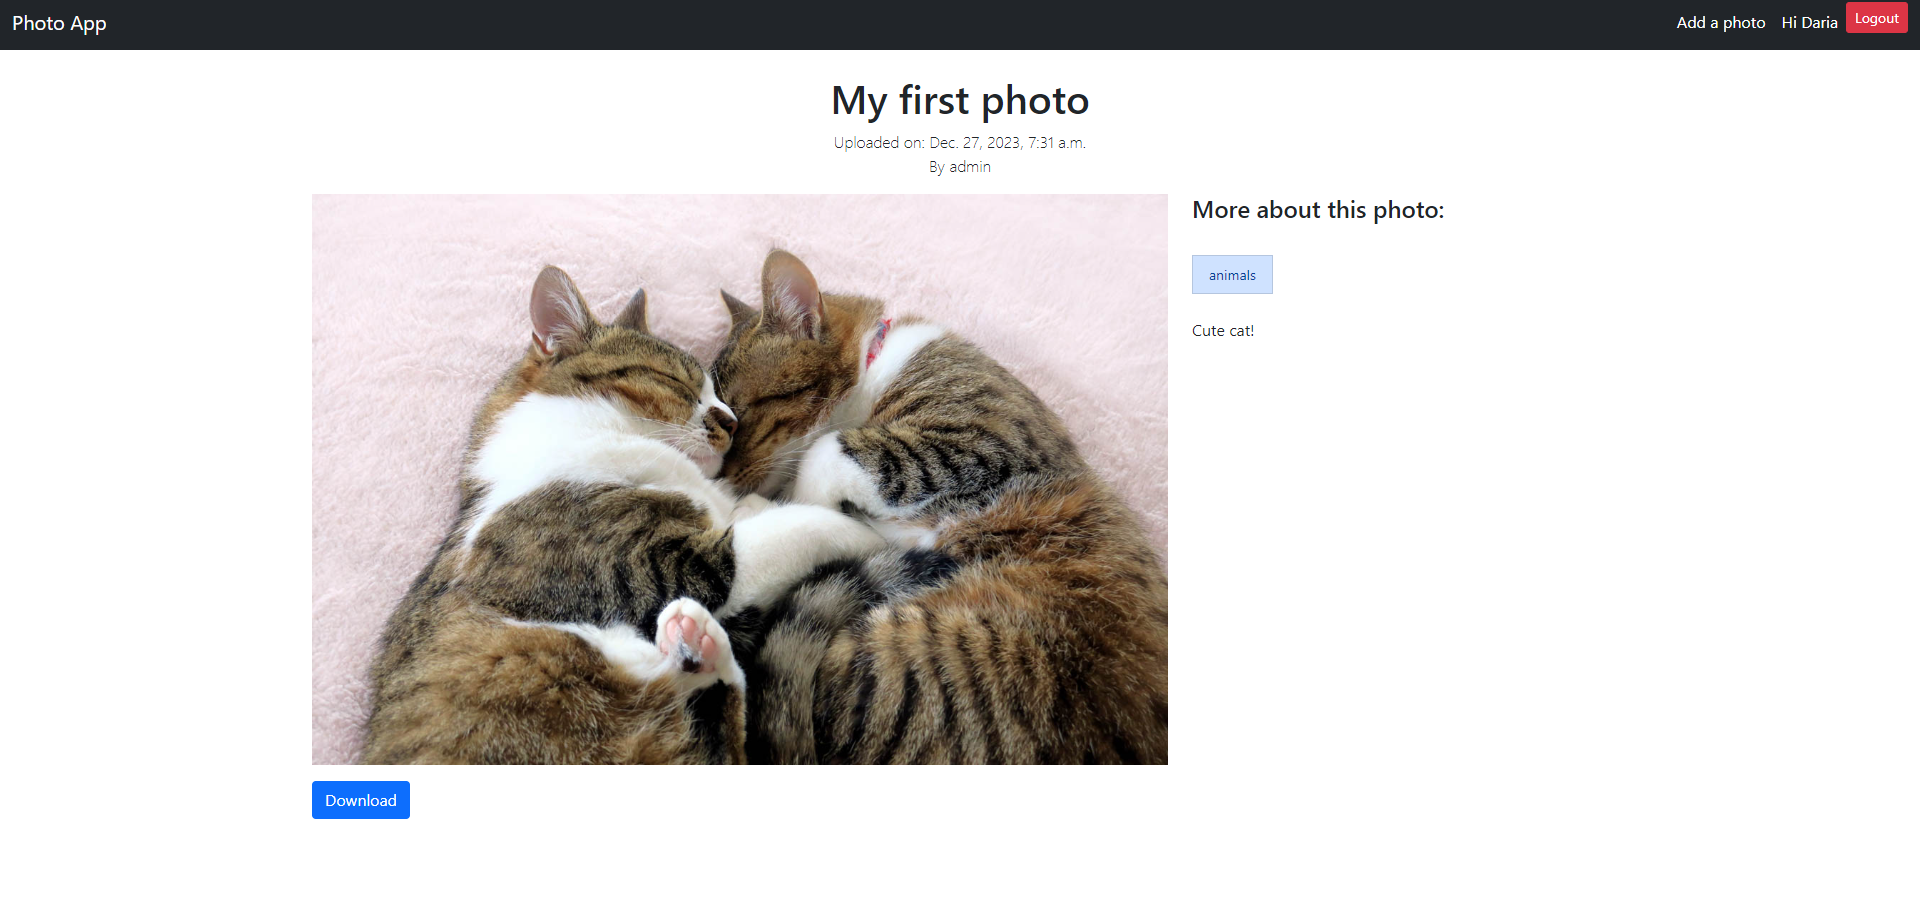 Photo App
Add a photo Hi Daria Logout
My first photo
Uploaded on: Dec. 27, 2023, 7:31 a.m.
By admin
More about this photo:
animals
Cute cat!
Download